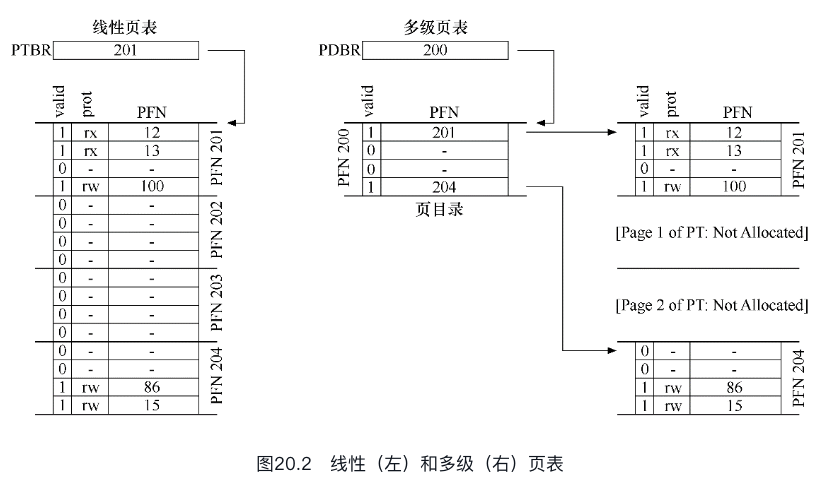 线性页表
PTBR 201
valid prot PFN
1 rx 12
1 rx 13
0 - -
1 rw 100
PFN 201
0 - -
0 - -
0 - -
0 - -
PFN 202
0 - -
0 - -
0 - -
0 - -
PFN 203
0 - -
0 - -
1 rw 86
1 rw 15
PFN 204
多级页表
PDBR 200
valid PFN
PFN 200
1 201
0 -
0 -
1 204
页目录
valid prot PFN
1 rx 12
1 rx 13
0 - -
1 rw 100
PFN 201
[Page 1 of PT: Not Allocated]
[Page 2 of PT: Not Allocated]
0 - -
0 - -
1 rw 86
1 rw 15
PFN 204
图20.2 线性（左）和多级（右）页表